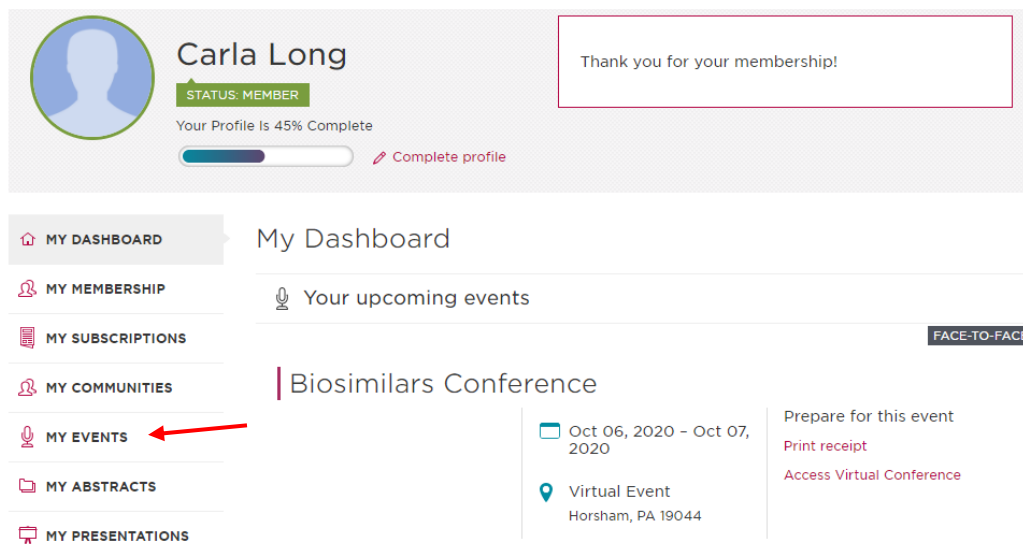 Carla Long
STATUS: MEMBER
Your Profile Is 45% Complete
Complete profile
Thank you for your membership!
MY DASHBOARD
MY MEMBERSHIP
MY SUBSCRIPTIONS
MY COMMUNITIES
MY EVENTS
MY ABSTRACTS
MY PRESENTATIONS
My Dashboard
Your upcoming events
FACE-TO-FACE
Biosimilars Conference
Oct 06, 2020 – Oct 07,
2020
Virtual Event
Horsham, PA 19044
Prepare for this event
Print receipt
Access Virtual Conference